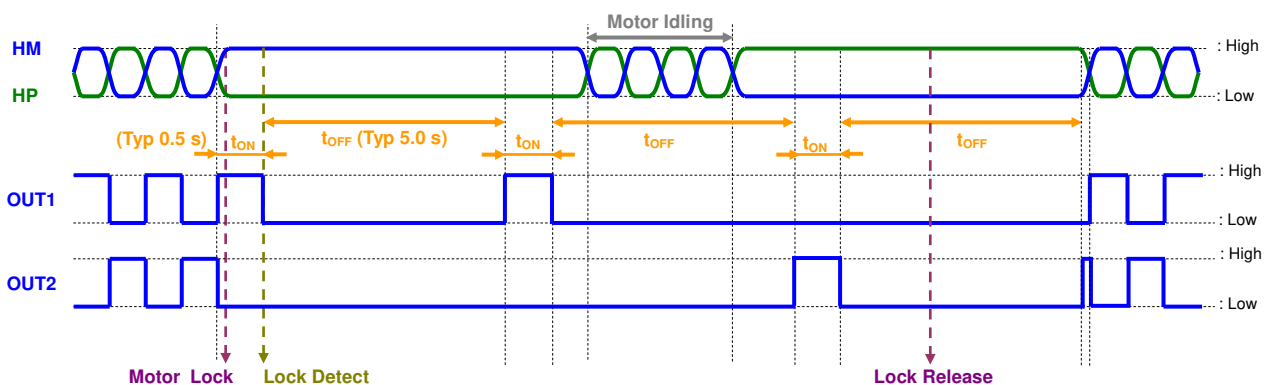 Motor Idling
HM
: High
HP
: Low
(Typ 0.5 s) tON tOFF (Typ 5.0 s) tON tOFF tON tOFF
OUT1
: High
: Low
OUT2
: High
: Low
Motor Lock Lock Detect Lock Release